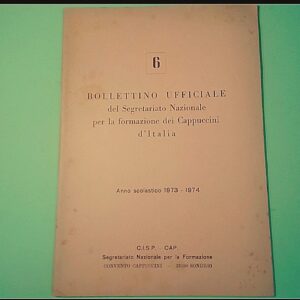 6
BOLLETTINO UFFICIALE
del Segretariato Nazionale
per la formazione dei Cappuccini
d'Italia
Anno scolastico 1973 - 1974
C.I.S.P. - CAP.
Segretariato Nazionale per la Formazione
CONVENTO CAPPUCCINI - SONDRIO